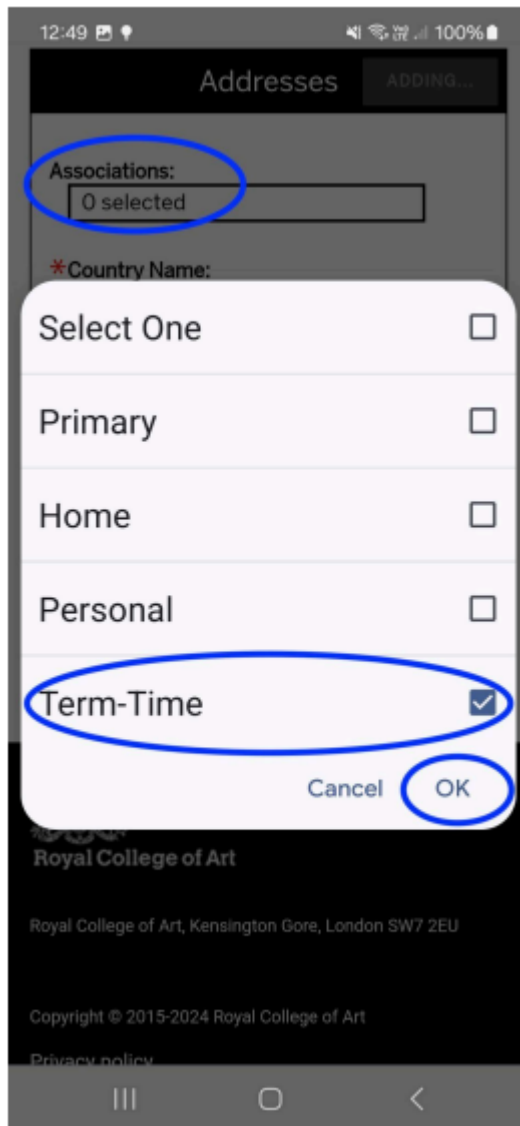 12:49 100%
Addresses ADDING...
Associations:
0 selected
*Country Name:
Select One
Primary
Home
Personal
Term-Time
Cancel OK
Royal College of Art
Royal College of Art, Kensington Gore, London SW7 2EU
Copyright © 2015-2024 Royal College of Art
Privacy policy